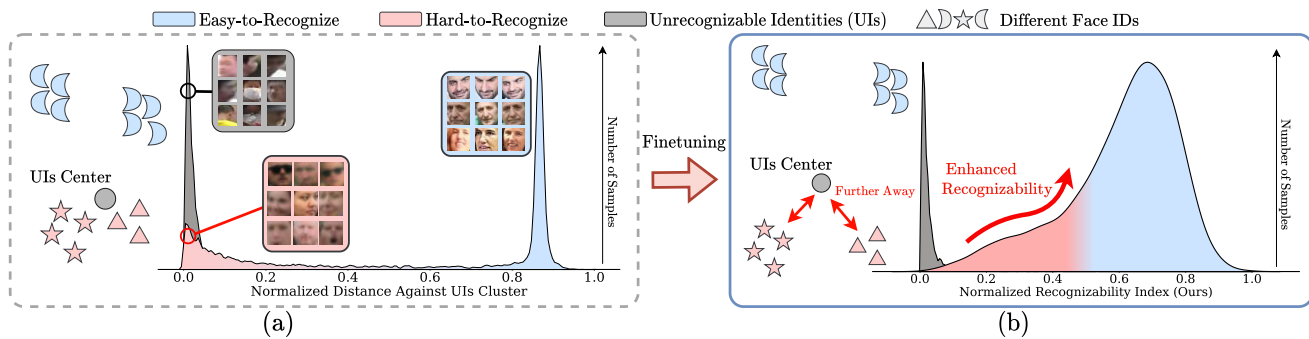 Easy-to-Recognize
Hard-to-Recognize
Unrecognizable Identities (UIs)
Different Face IDs
UIs Center
Number of Samples
0.0 0.2 0.4 0.6 0.8 1.0
Normalized Distance Against UIs Cluster
(a)
Finetuning
UIs Center
Further Away
Enhanced
Recognizability
Number of Samples
0.0 0.2 0.4 0.6 0.8 1.0
Normalized Recognizability Index (Ours)
(b)